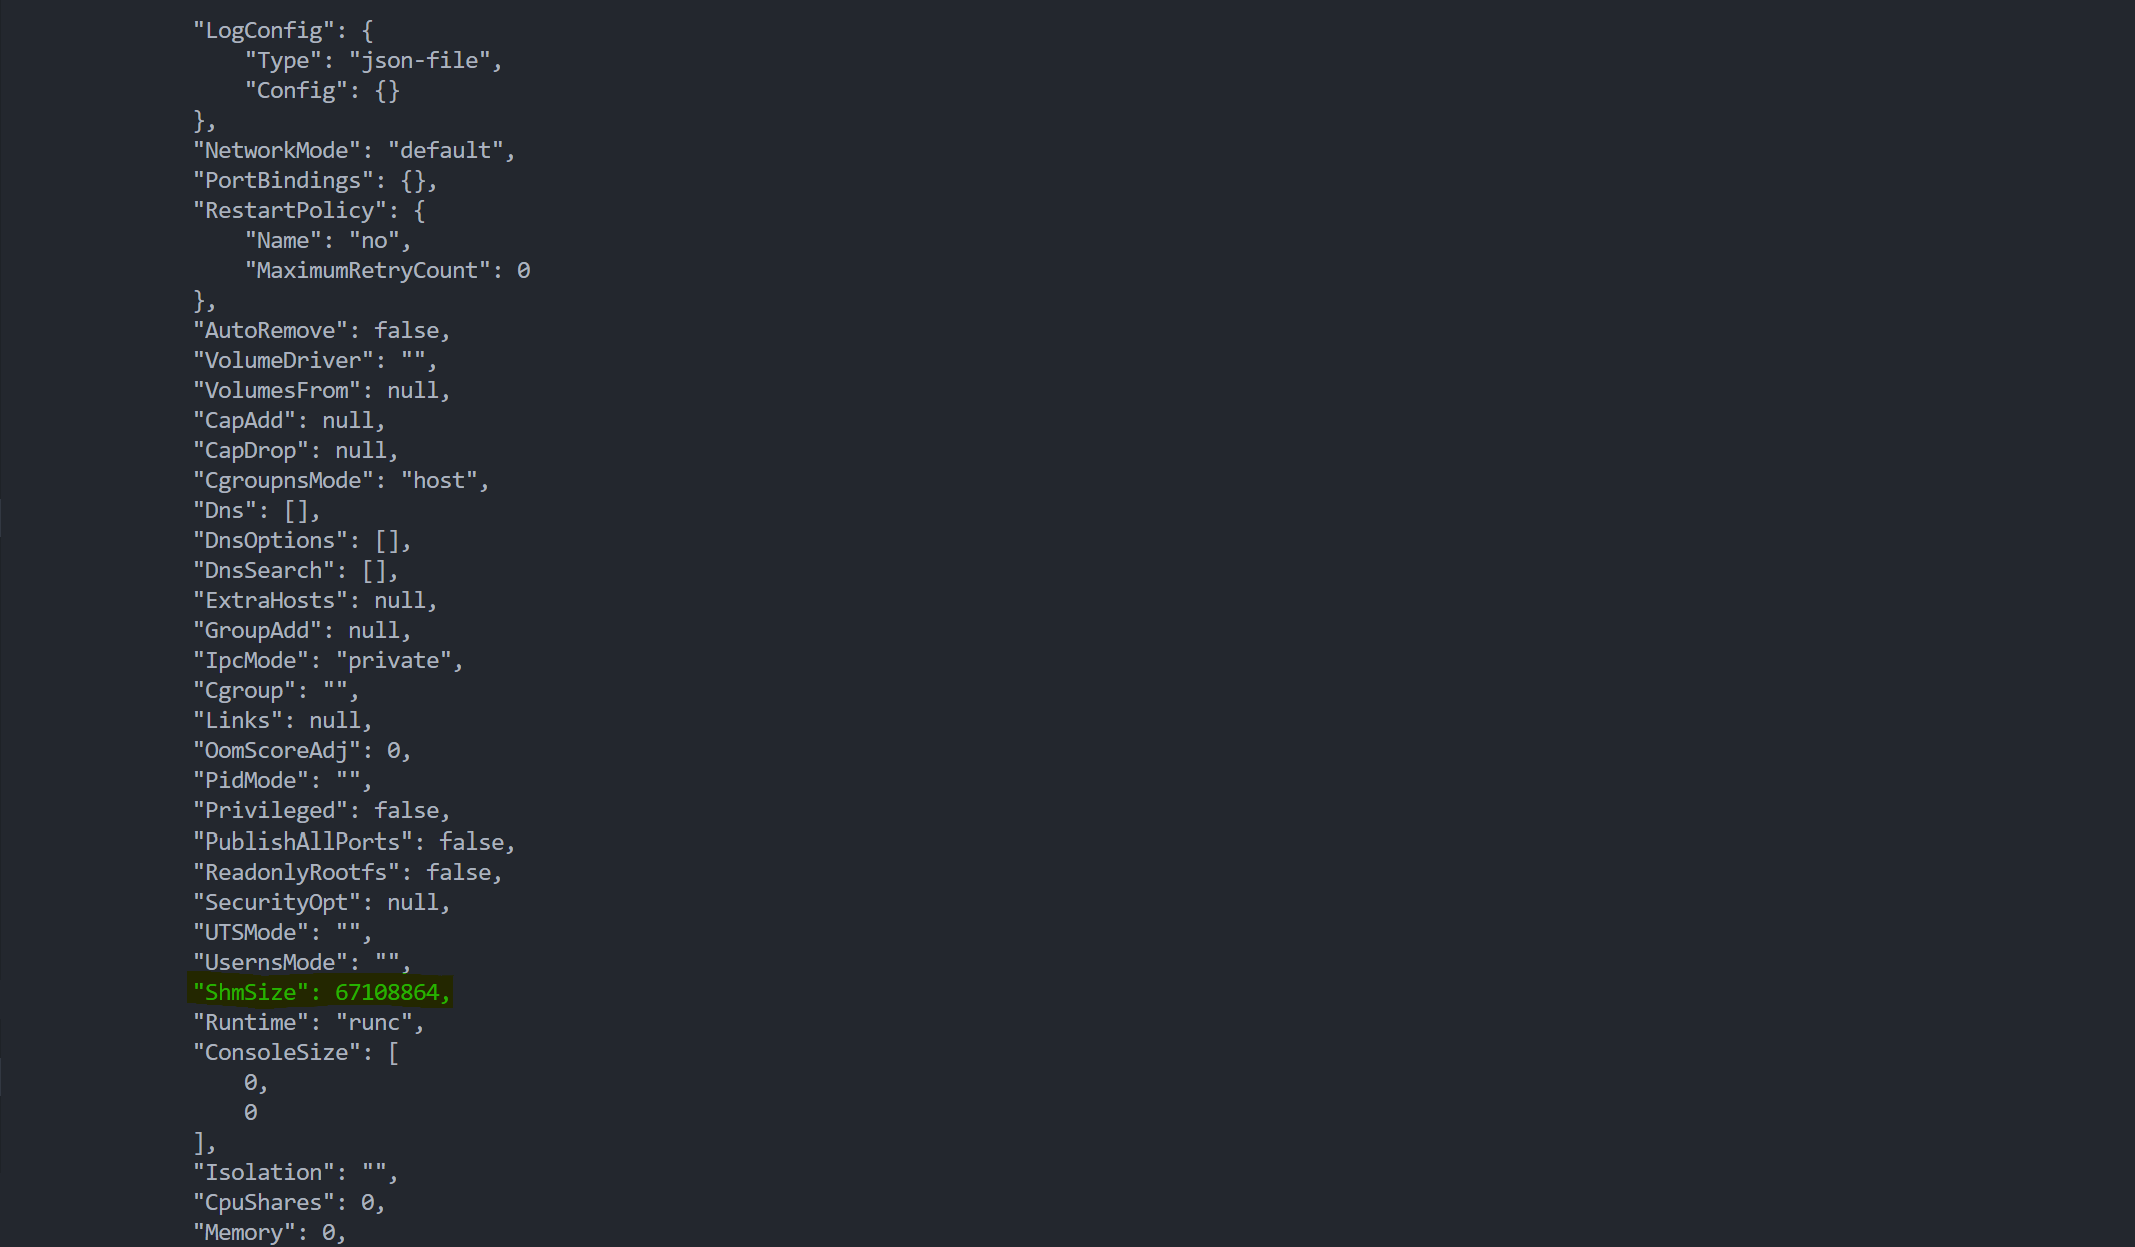 "LogConfig": {
"Type": "json-file",
"Config": {}
},
"NetworkMode": "default",
"PortBindings": {},
"RestartPolicy": {
"Name": "no",
"MaximumRetryCount": 0
},
"AutoRemove": false,
"VolumeDriver": "",
"VolumesFrom": null,
"CapAdd": null,
"CapDrop": null,
"CgroupnsMode": "host",
"Dns": [],
"DnsOptions": [],
"DnsSearch": [],
"ExtraHosts": null,
"GroupAdd": null,
"IpcMode": "private",
"Cgroup": "",
"Links": null,
"OomScoreAdj": 0,
"PidMode": "",
"Privileged": false,
"PublishAllPorts": false,
"ReadonlyRootfs": false,
"SecurityOpt": null,
"UTSMode": "",
"UsernsMode": "",
"ShmSize": 67108864,
"Runtime": "runc",
"ConsoleSize": [
0,
0
],
"Isolation": "",
"CpuShares": 0,
"Memory": 0,